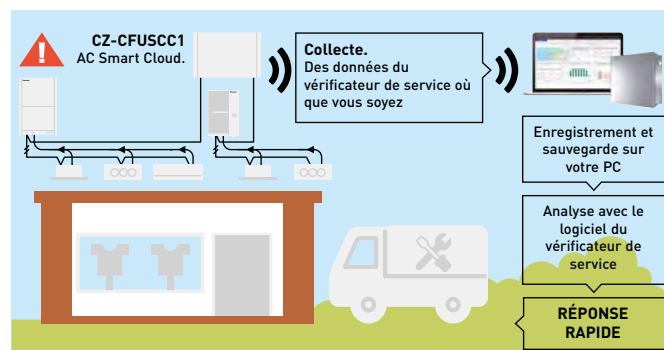 CZ-CFUSCC1
AC Smart Cloud.
Collecte.
Des données du
vérificateur de service où
que vous soyez
Enregistrement et
sauvegarde sur
votre PC
Analyse avec le
logiciel du
vérificateur de
service
RÉPONSE
RAPIDE